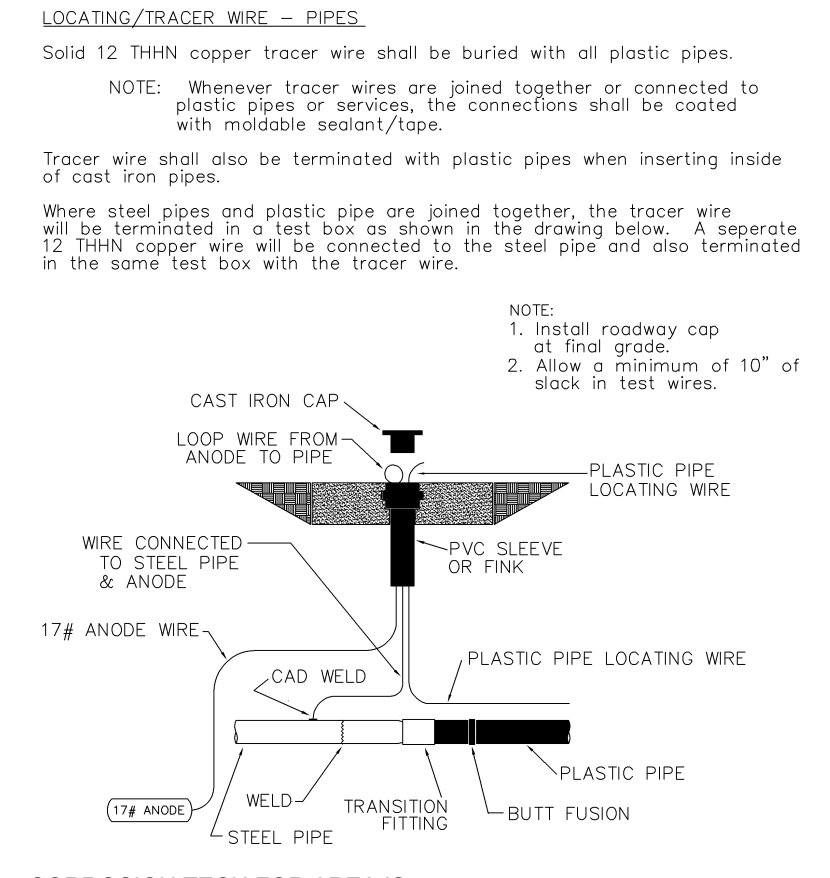 LOCATING/TRACER WIRE – PIPES
Solid 12 THHN copper tracer wire shall be buried with all plastic pipes.
NOTE: Whenever tracer wires are joined together or connected to
plastic pipes or services, the connections shall be coated
with moldable sealant/tape.
Tracer wire shall also be terminated with plastic pipes when inserting inside
of cast iron pipes.
Where steel pipes and plastic pipe are joined together, the tracer wire
will be terminated in a test box as shown in the drawing below. A seperate
12 THHN copper wire will be connected to the steel pipe and also terminated
in the same test box with the tracer wire.
NOTE:
1. Install roadway cap
at final grade.
2. Allow a minimum of 10" of
slack in test wires.
CAST IRON CAP
LOOP WIRE FROM
ANODE TO PIPE
PLASTIC PIPE
LOCATING WIRE
WIRE CONNECTED
TO STEEL PIPE
& ANODE
PVC SLEEVE
OR FINK
17# ANODE WIRE
PLASTIC PIPE LOCATING WIRE
CAD WELD
PLASTIC PIPE
WELD
TRANSITION
FITTING
BUTT FUSION
17# ANODE
STEEL PIPE